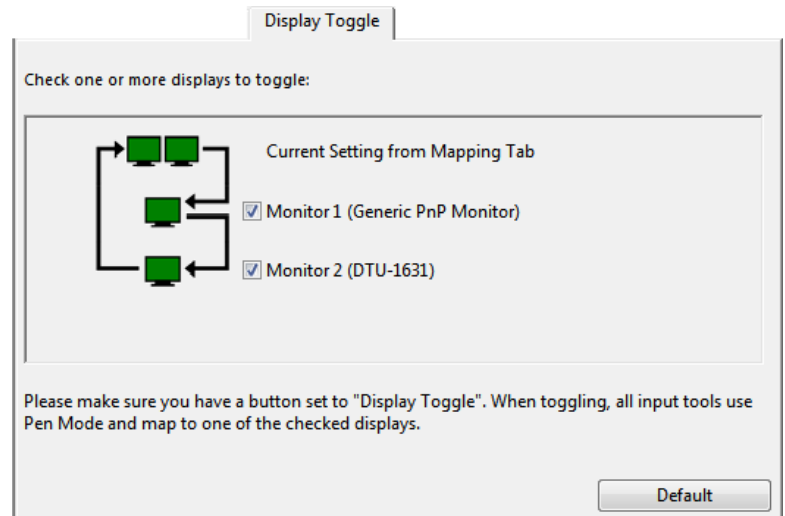 Display Toggle
Check one or more displays to toggle:
Current Setting from Mapping Tab
Monitor 1 (Generic PnP Monitor)
Monitor 2 (DTU-1631)
Please make sure you have a button set to "Display Toggle". When toggling, all input tools use
Pen Mode and map to one of the checked displays.
Default